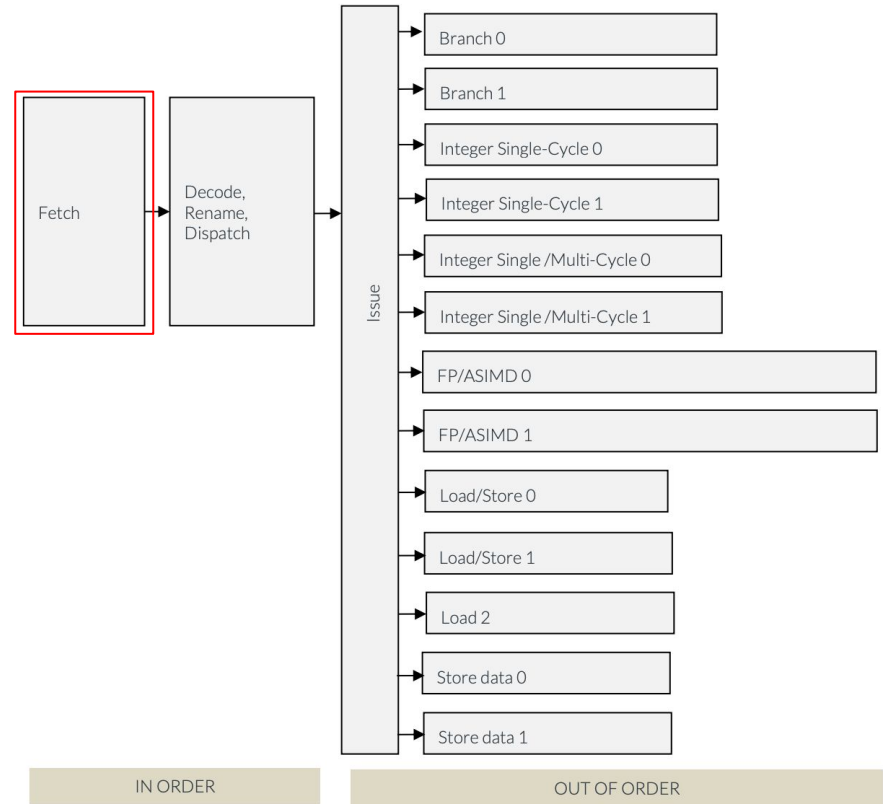 Fetch
Decode,
Rename,
Dispatch
Issue
Branch 0
Branch 1
Integer Single-Cycle 0
Integer Single-Cycle 1
Integer Single /Multi-Cycle 0
Integer Single /Multi-Cycle 1
FP/ASIMD 0
FP/ASIMD 1
Load/Store 0
Load/Store 1
Load 2
Store data 0
Store data 1
IN ORDER
OUT OF ORDER